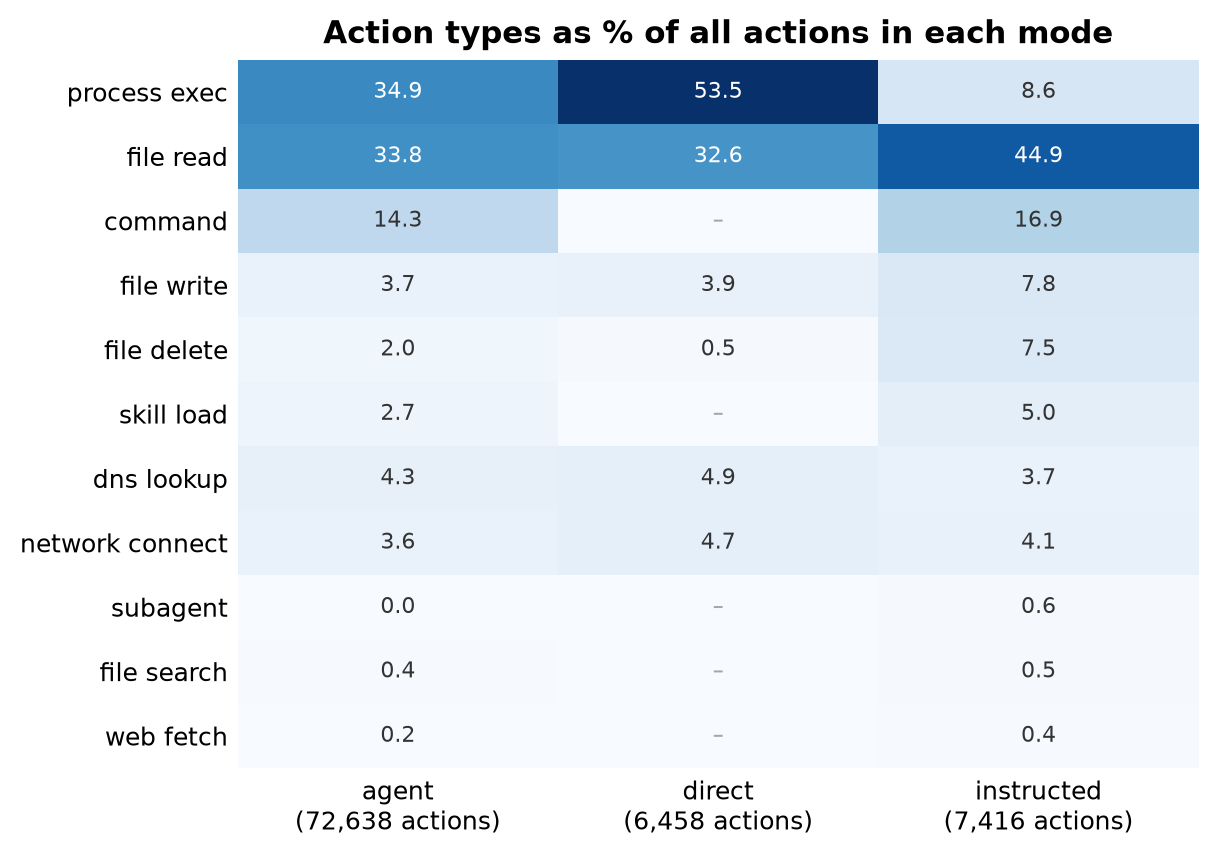 Action types as % of all actions in each mode
process exec 34.9 53.5 8.6
file read 33.8 32.6 44.9
command 14.3 – 16.9
file write 3.7 3.9 7.8
file delete 2.0 0.5 7.5
skill load 2.7 – 5.0
dns lookup 4.3 4.9 3.7
network connect 3.6 4.7 4.1
subagent 0.0 – 0.6
file search 0.4 – 0.5
web fetch 0.2 – 0.4
agent direct instructed
(72,638 actions) (6,458 actions) (7,416 actions)